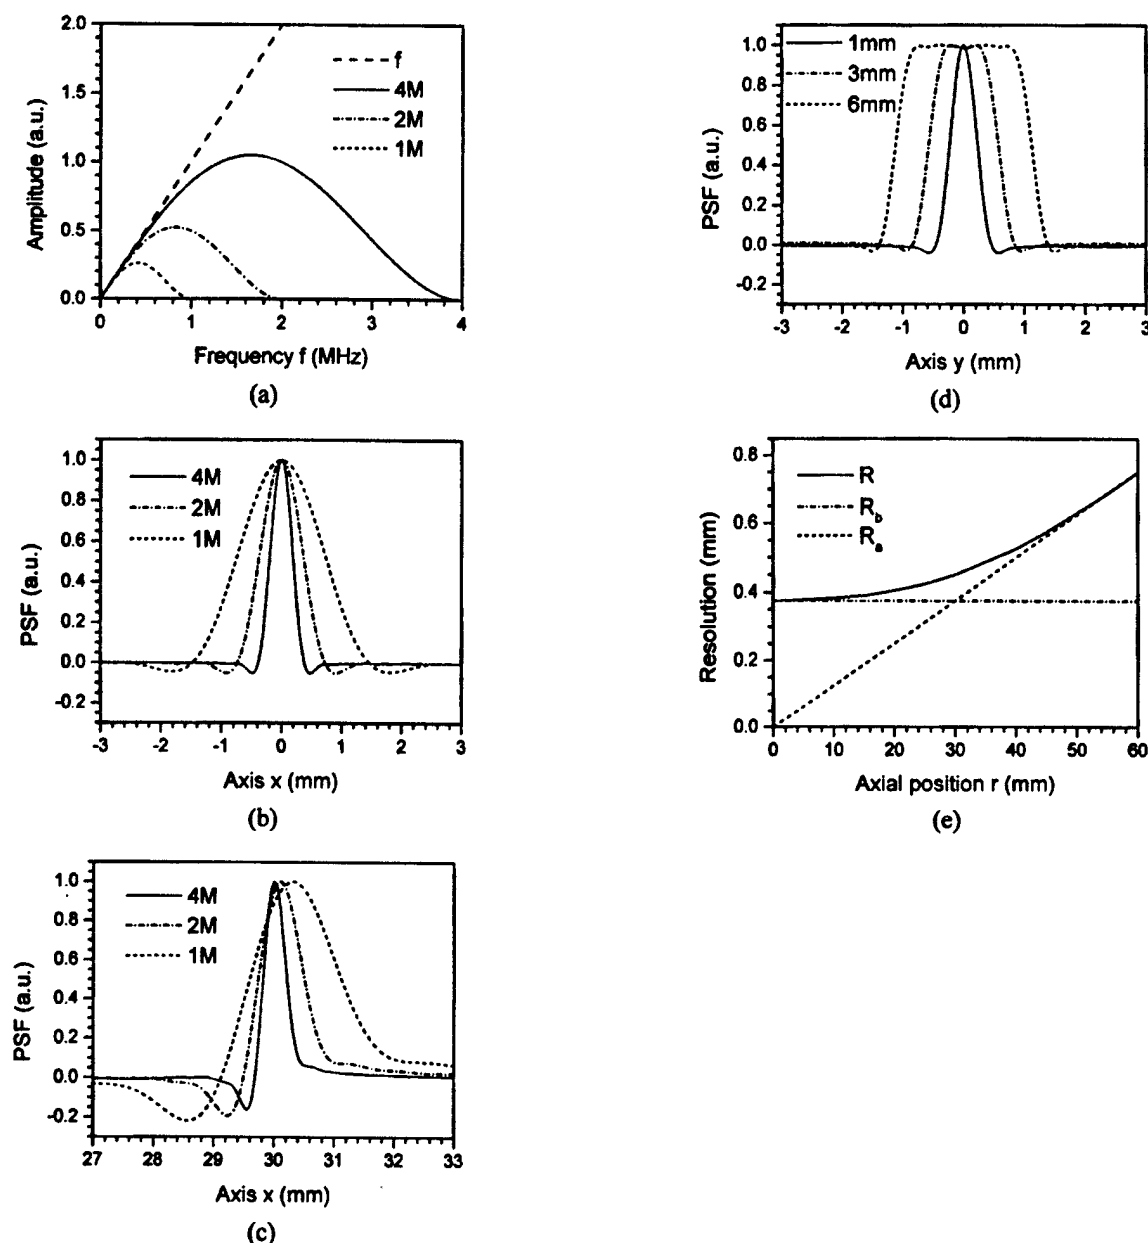 2.0
1.5
1.0
0.5
0.0
Amplitude (a.u.)
f
4M
2M
1M
0 1 2 3 4
Frequency f (MHz)
(a)
1.0
0.8
0.6
0.4
0.2
0.0
-0.2
PSF (a.u.)
1mm
3mm
6mm
-3 -2 -1 0 1 2 3
Axis y (mm)
(d)
1.0
0.8
0.6
0.4
0.2
0.0
-0.2
PSF (a.u.)
4M
2M
1M
-3 -2 -1 0 1 2 3
Axis x (mm)
(b)
0.8
0.6
0.4
0.2
0.0
Resolution (mm)
R
R_b
R_a
0 10 20 30 40 50 60
Axial position r (mm)
(e)
1.0
0.8
0.6
0.4
0.2
0.0
-0.2
PSF (a.u.)
4M
2M
1M
27 28 29 30 31 32 33
Axis x (mm)
(c)